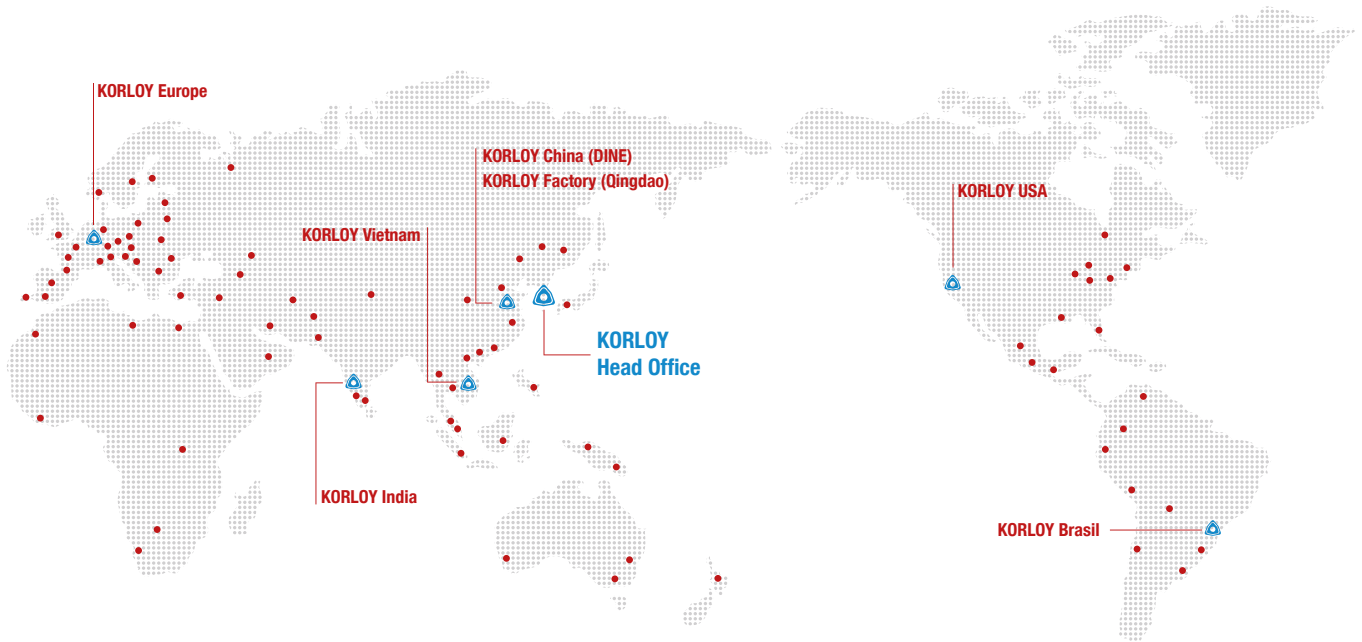 KORLOY Europe
KORLOY China (DINE)
KORLOY Factory (Qingdao)
KORLOY USA
KORLOY Vietnam
KORLOY
Head Office
KORLOY India
KORLOY Brasil